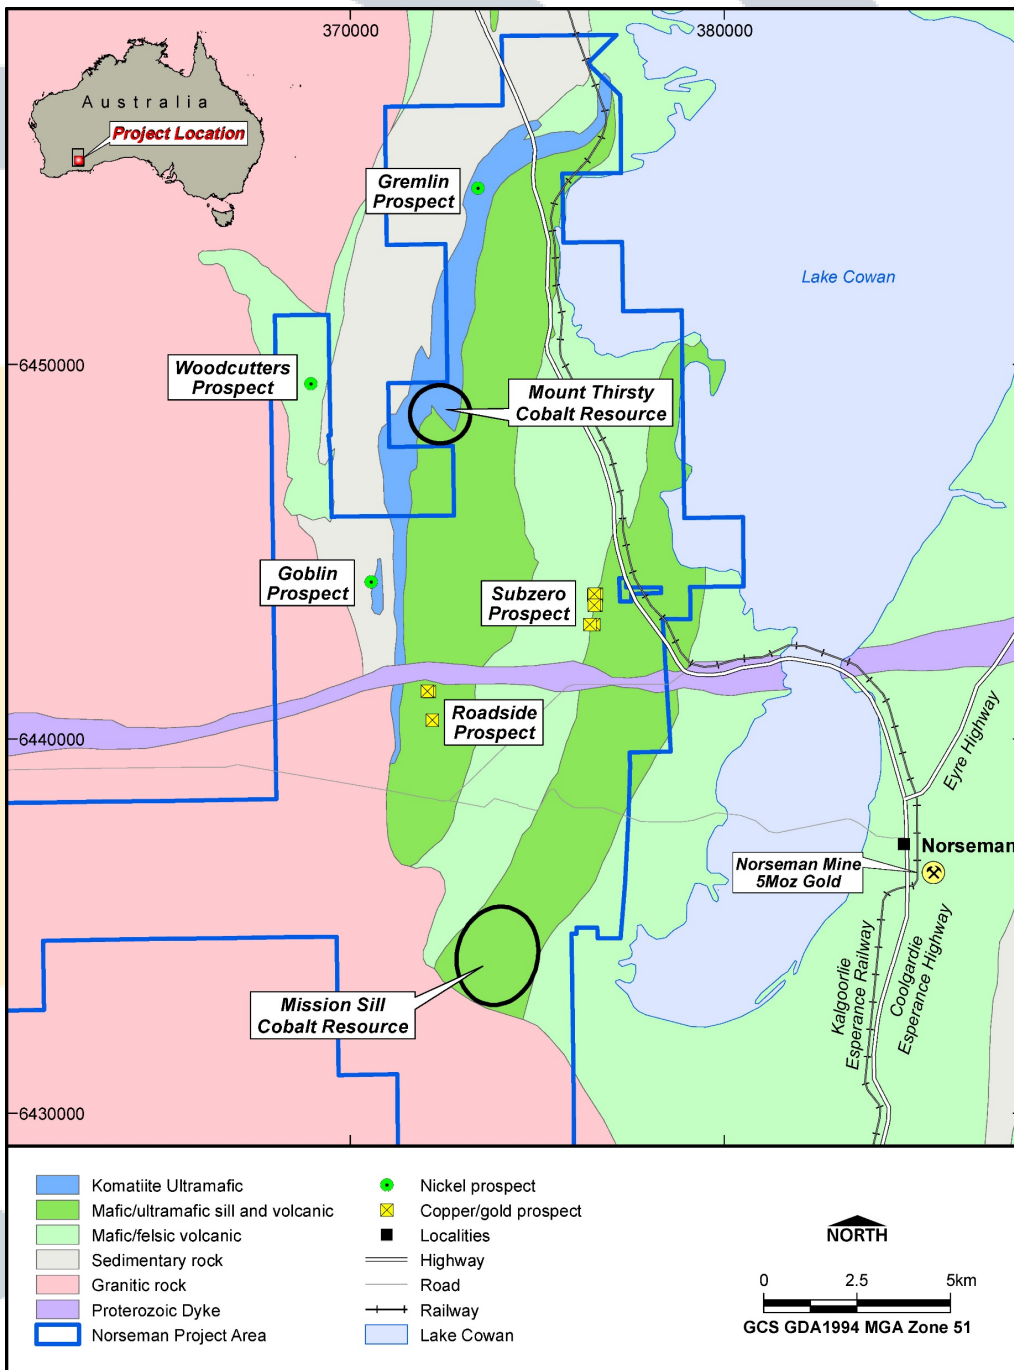 370000
380000
Australia
Project Location
Gremlin
Prospect
Lake Cowan
6450000
Woodcutters
Prospect
Mount Thirsty
Cobalt Resource
Goblin
Prospect
Subzero
Prospect
Roadside
Prospect
6440000
Eyre Highway
Norseman
Norseman Mine
5Moz Gold
Kalgoorlie
Esperance Railway
Coolgardie
Esperance Highway
Mission Sill
Cobalt Resource
6430000
Komatiite Ultramafic
Mafic/ultramafic sill and volcanic
Mafic/felsic volcanic
Sedimentary rock
Granitic rock
Proterozoic Dyke
Norseman Project Area
Nickel prospect
Copper/gold prospect
Localities
Highway
Road
Railway
Lake Cowan
NORTH
0 2.5 5km
GCS GDA1994 MGA Zone 51